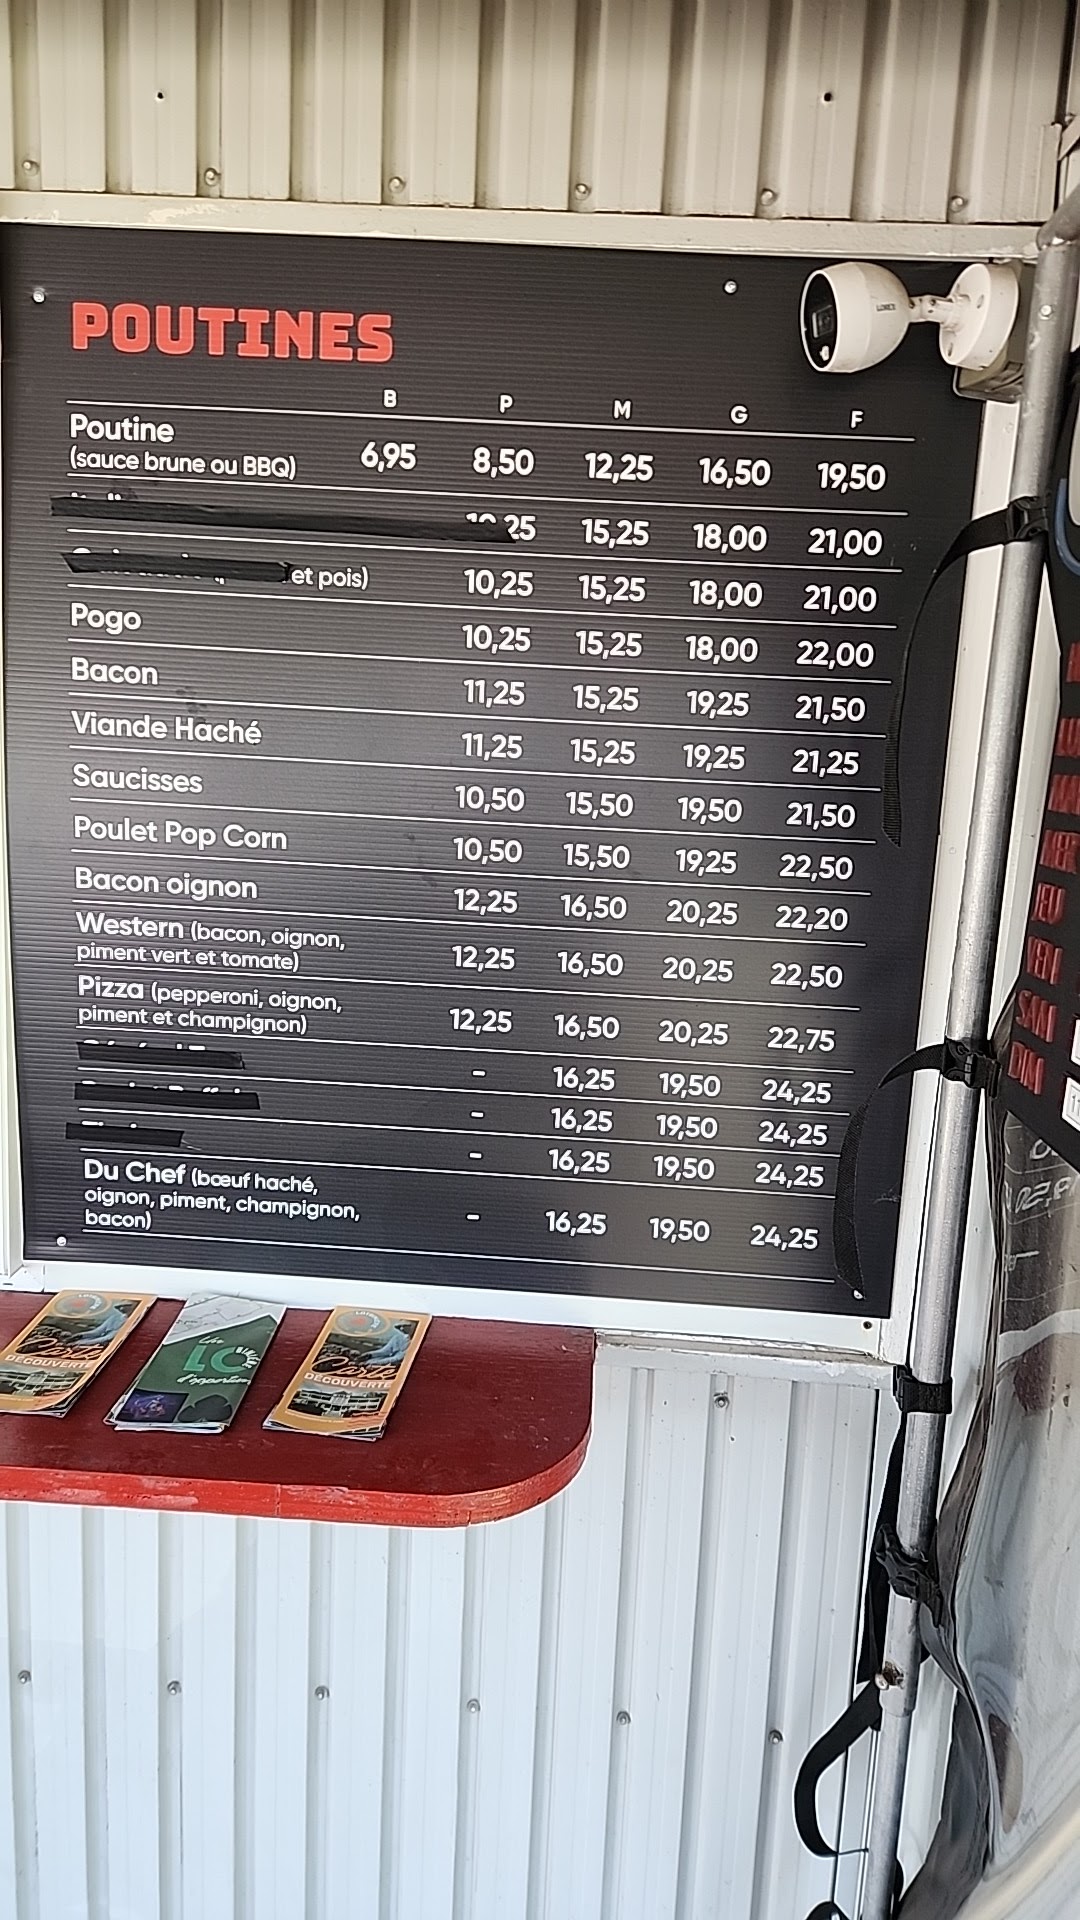 POUTINES
B P M G F
Poutine
(sauce brune ou BBQ) 6,95 8,50 12,25 16,50 19,50
15,25 18,00 21,00
et pois) 10,25 15,25 18,00 21,00
Pogo 10,25 15,25 18,00 22,00
Bacon 11,25 15,25 19,25 21,50
Viande Haché 11,25 15,25 19,25 21,25
Saucisses 10,50 15,50 19,50 21,50
Poulet Pop Corn 10,50 15,50 19,25 22,50
Bacon oignon 12,25 16,50 20,25 22,20
Western (bacon, oignon,
piment vert et tomate) 12,25 16,50 20,25 22,50
Pizza (pepperoni, oignon,
piment et champignon) 12,25 16,50 20,25 22,75
- 16,25 19,50 24,25
- 16,25 19,50 24,25
- 16,25 19,50 24,25
Du Chef (bœuf haché,
oignon, piment, champignon,
bacon) - 16,25 19,50 24,25
LOREX
Carte
DÉCOUVERTE
Un
LO
Carte
DÉCOUVERTE
JEU
VEN
SAM
DIM